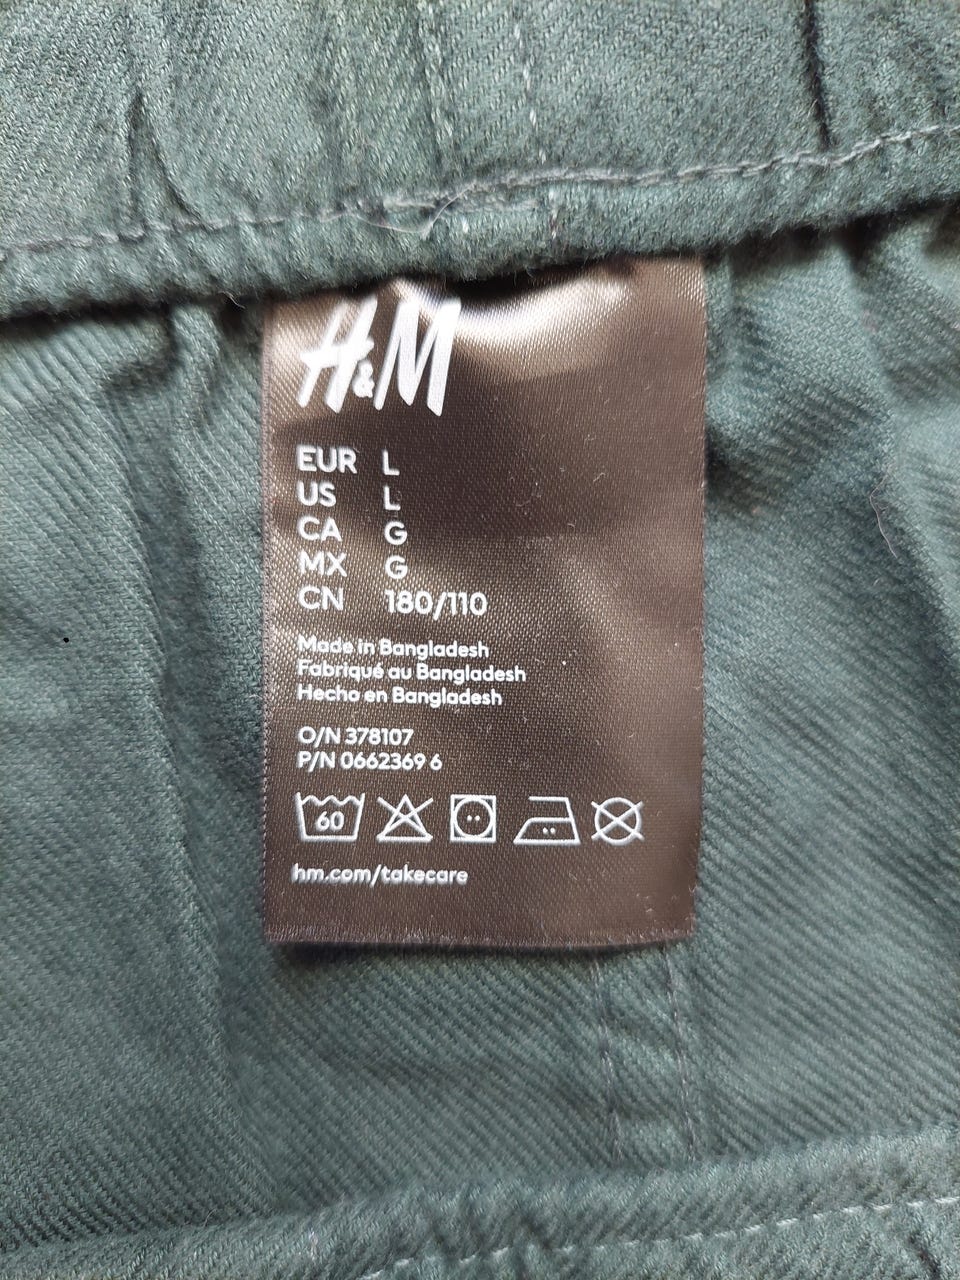 H&M
EUR L
US L
CA G
MX G
CN 180/110
Made in Bangladesh
Fabriqué au Bangladesh
Hecho en Bangladesh
O/N 378107
P/N 0662369 6
60
hm.com/takecare